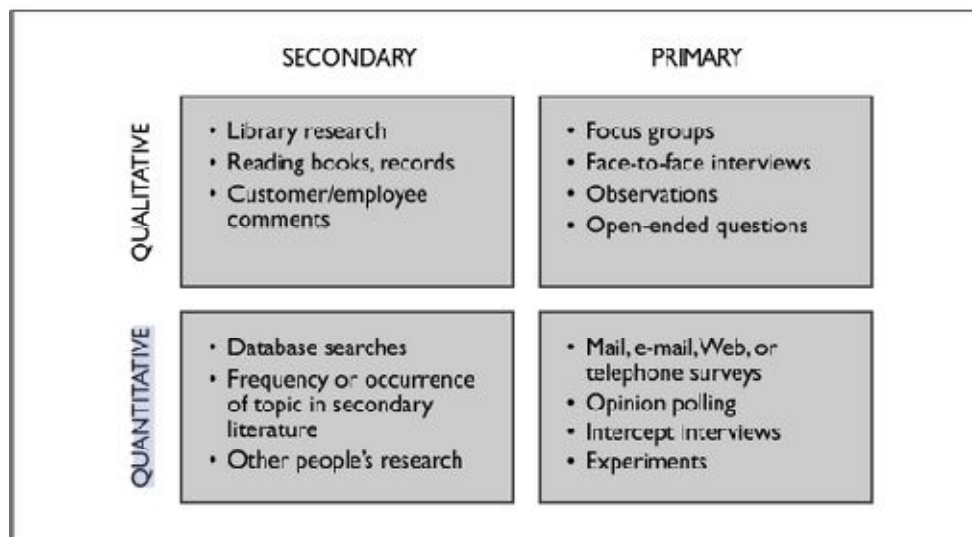 SECONDARY
PRIMARY
QUALITATIVE
• Library research
• Reading books, records
• Customer/employee
comments
• Focus groups
• Face-to-face interviews
• Observations
• Open-ended questions
QUANTITATIVE
• Database searches
• Frequency or occurrence
of topic in secondary
literature
• Other people's research
• Mail, e-mail, Web, or
telephone surveys
• Opinion polling
• Intercept interviews
• Experiments